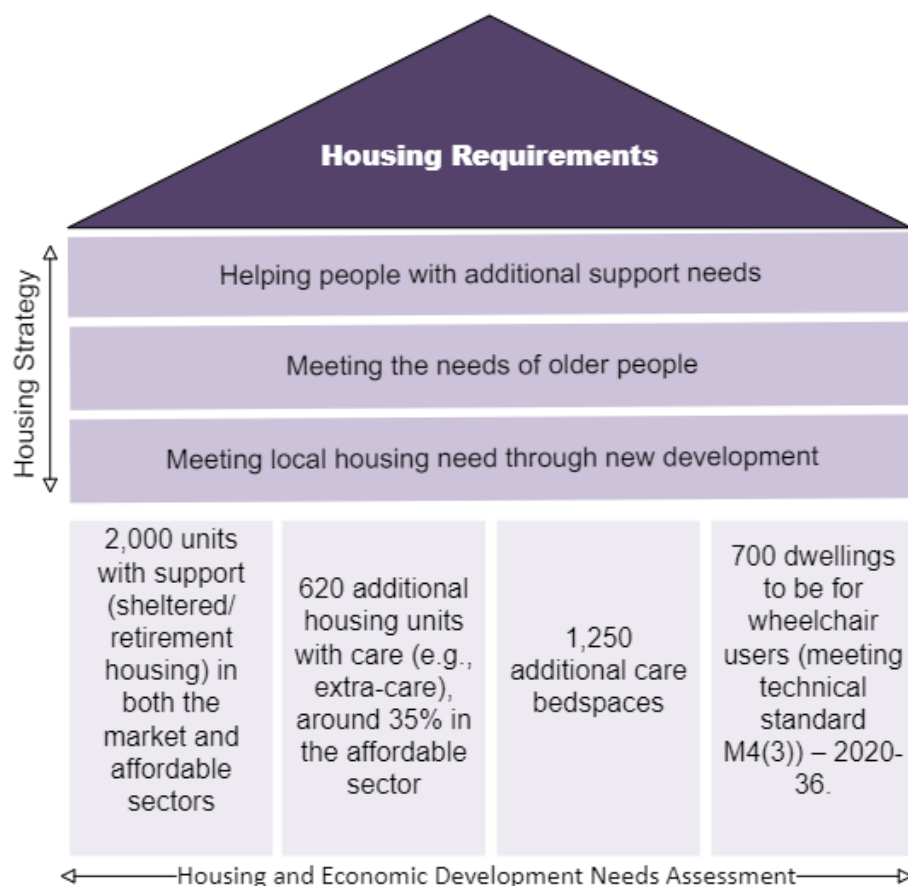 Housing Requirements
Housing Strategy
Helping people with additional support needs
Meeting the needs of older people
Meeting local housing need through new development
2,000 units
with support
(sheltered/
retirement
housing) in
both the
market and
affordable
sectors
620 additional
housing units
with care (e.g.,
extra-care),
around 35% in
the affordable
sector
1,250
additional care
bedspaces
700 dwellings
to be for
wheelchair
users (meeting
technical
standard
M4(3)) – 2020-
36.
Housing and Economic Development Needs Assessment